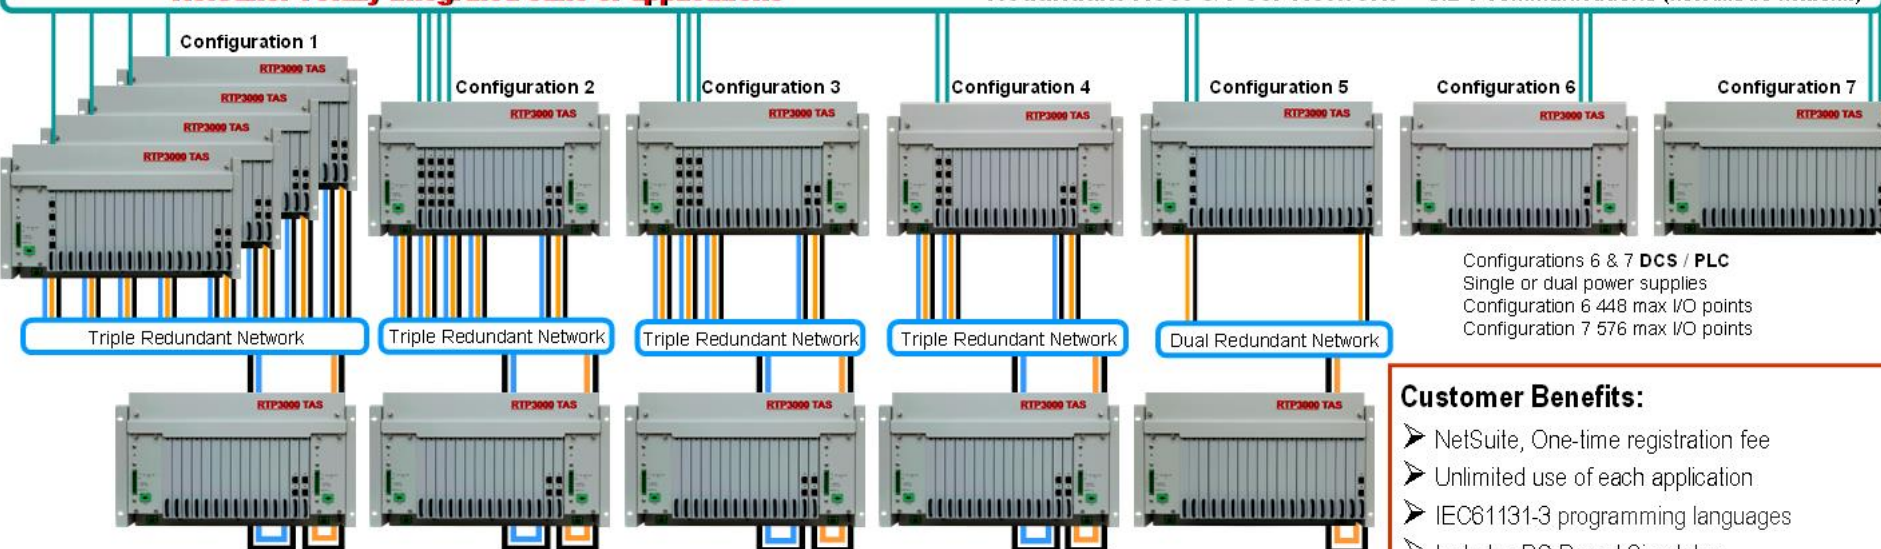 Configuration 1
Configuration 2
Configuration 3
Configuration 4
Configuration 5
Configuration 6
Configuration 7
RTP3000 TAS
RTP3000 TAS
RTP3000 TAS
RTP3000 TAS
RTP3000 TAS
RTP3000 TAS
RTP3000 TAS
RTP3000 TAS
RTP3000 TAS
RTP3000 TAS
Configurations 6 & 7 DCS / PLC
Single or dual power supplies
Configuration 6 448 max I/O points
Configuration 7 576 max I/O points
Triple Redundant Network
Triple Redundant Network
Triple Redundant Network
Triple Redundant Network
Dual Redundant Network
RTP3000 TAS
RTP3000 TAS
RTP3000 TAS
RTP3000 TAS
RTP3000 TAS
Customer Benefits:
➢ NetSuite, One-time registration fee
➢ Unlimited use of each application
➢ IEC61131-3 programming languages